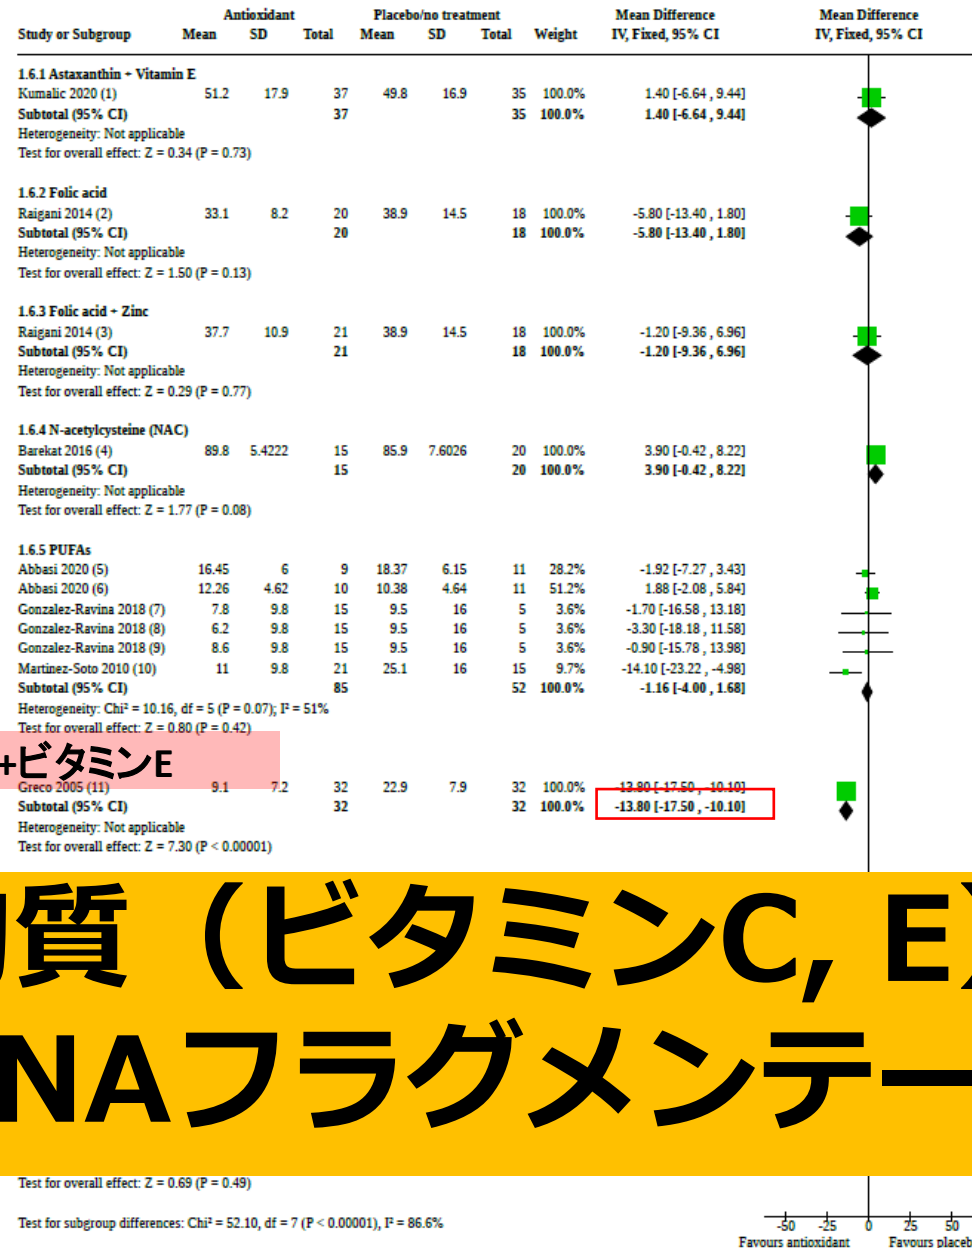 Antioxidant Placebo/no treatment Mean Difference Mean Difference
Study or Subgroup Mean SD Total Mean SD Total Weight IV, Fixed, 95% CI IV, Fixed, 95% CI
1.6.1 Astaxanthin + Vitamin E
Kumalic 2020 (1) 51.2 17.9 37 49.8 16.9 35 100.0% 1.40 [-6.64 , 9.44]
Subtotal (95% CI) 37 35 100.0% 1.40 [-6.64 , 9.44]
Heterogeneity: Not applicable
Test for overall effect: Z = 0.34 (P = 0.73)
1.6.2 Folic acid
Raigani 2014 (2) 33.1 8.2 20 38.9 14.5 18 100.0% -5.80 [-13.40 , 1.80]
Subtotal (95% CI) 20 18 100.0% -5.80 [-13.40 , 1.80]
Heterogeneity: Not applicable
Test for overall effect: Z = 1.50 (P = 0.13)
1.6.3 Folic acid + Zinc
Raigani 2014 (3) 37.7 10.9 21 38.9 14.5 18 100.0% -1.20 [-9.36 , 6.96]
Subtotal (95% CI) 21 18 100.0% -1.20 [-9.36 , 6.96]
Heterogeneity: Not applicable
Test for overall effect: Z = 0.29 (P = 0.77)
1.6.4 N-acetylcysteine (NAC)
Barekat 2016 (4) 89.8 5.4222 15 85.9 7.6026 20 100.0% 3.90 [-0.42 , 8.22]
Subtotal (95% CI) 15 20 100.0% 3.90 [-0.42 , 8.22]
Heterogeneity: Not applicable
Test for overall effect: Z = 1.77 (P = 0.08)
1.6.5 PUFAs
Abbasi 2020 (5) 16.45 6 9 18.37 6.15 11 28.2% -1.92 [-7.27 , 3.43]
Abbasi 2020 (6) 12.26 4.62 10 10.38 4.64 11 51.2% 1.88 [-2.08 , 5.84]
Gonzalez-Ravina 2018 (7) 7.8 9.8 15 9.5 16 5 3.6% -1.70 [-16.58 , 13.18]
Gonzalez-Ravina 2018 (8) 6.2 9.8 15 9.5 16 5 3.6% -3.30 [-18.18 , 11.58]
Gonzalez-Ravina 2018 (9) 8.6 9.8 15 9.5 16 5 3.6% -0.90 [-15.78 , 13.98]
Martinez-Soto 2010 (10) 11 9.8 21 25.1 16 15 9.7% -14.10 [-23.22 , -4.98]
Subtotal (95% CI) 85 52 100.0% -1.16 [-4.00 , 1.68]
Heterogeneity: Chi² = 10.16, df = 5 (P = 0.07); I² = 51%
Test for overall effect: Z = 0.80 (P = 0.42)
+ビタミンE
Greco 2005 (11) 9.1 7.2 32 22.9 7.9 32 100.0% -13.80 [-17.50 , -10.10]
Subtotal (95% CI) 32 32 100.0% -13.80 [-17.50 , -10.10]
Heterogeneity: Not applicable
Test for overall effect: Z = 7.30 (P < 0.00001)
質（ビタミンC, E）
NAフラグメンテー
Test for overall effect: Z = 0.69 (P = 0.49)
Test for subgroup differences: Chi² = 52.10, df = 7 (P < 0.00001), I² = 86.6%
-50 -25 0 25 50
Favours antioxidant Favours placeb